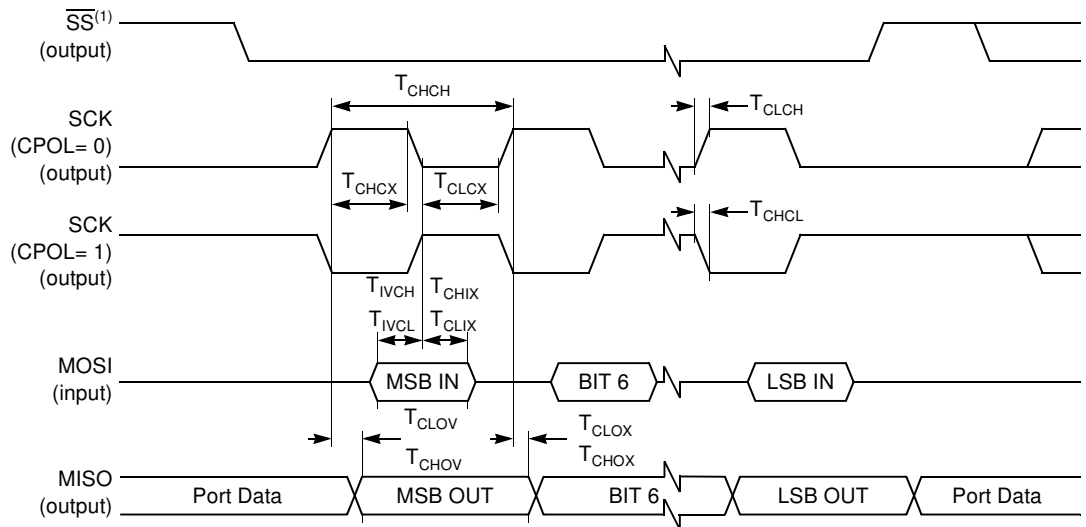 SS(1)
(output)
TCHCH
TCLCH
SCK
(CPOL= 0)
(output)
TCHCX
TCLCX
TCHCL
SCK
(CPOL= 1)
(output)
TIVCH
TCHIX
TIVCL
TCLIX
MOSI
(input)
MSB IN
BIT 6
LSB IN
TCLOV
TCLOX
TCHOV
TCHOX
MISO
(output)
Port Data
MSB OUT
BIT 6
LSB OUT
Port Data